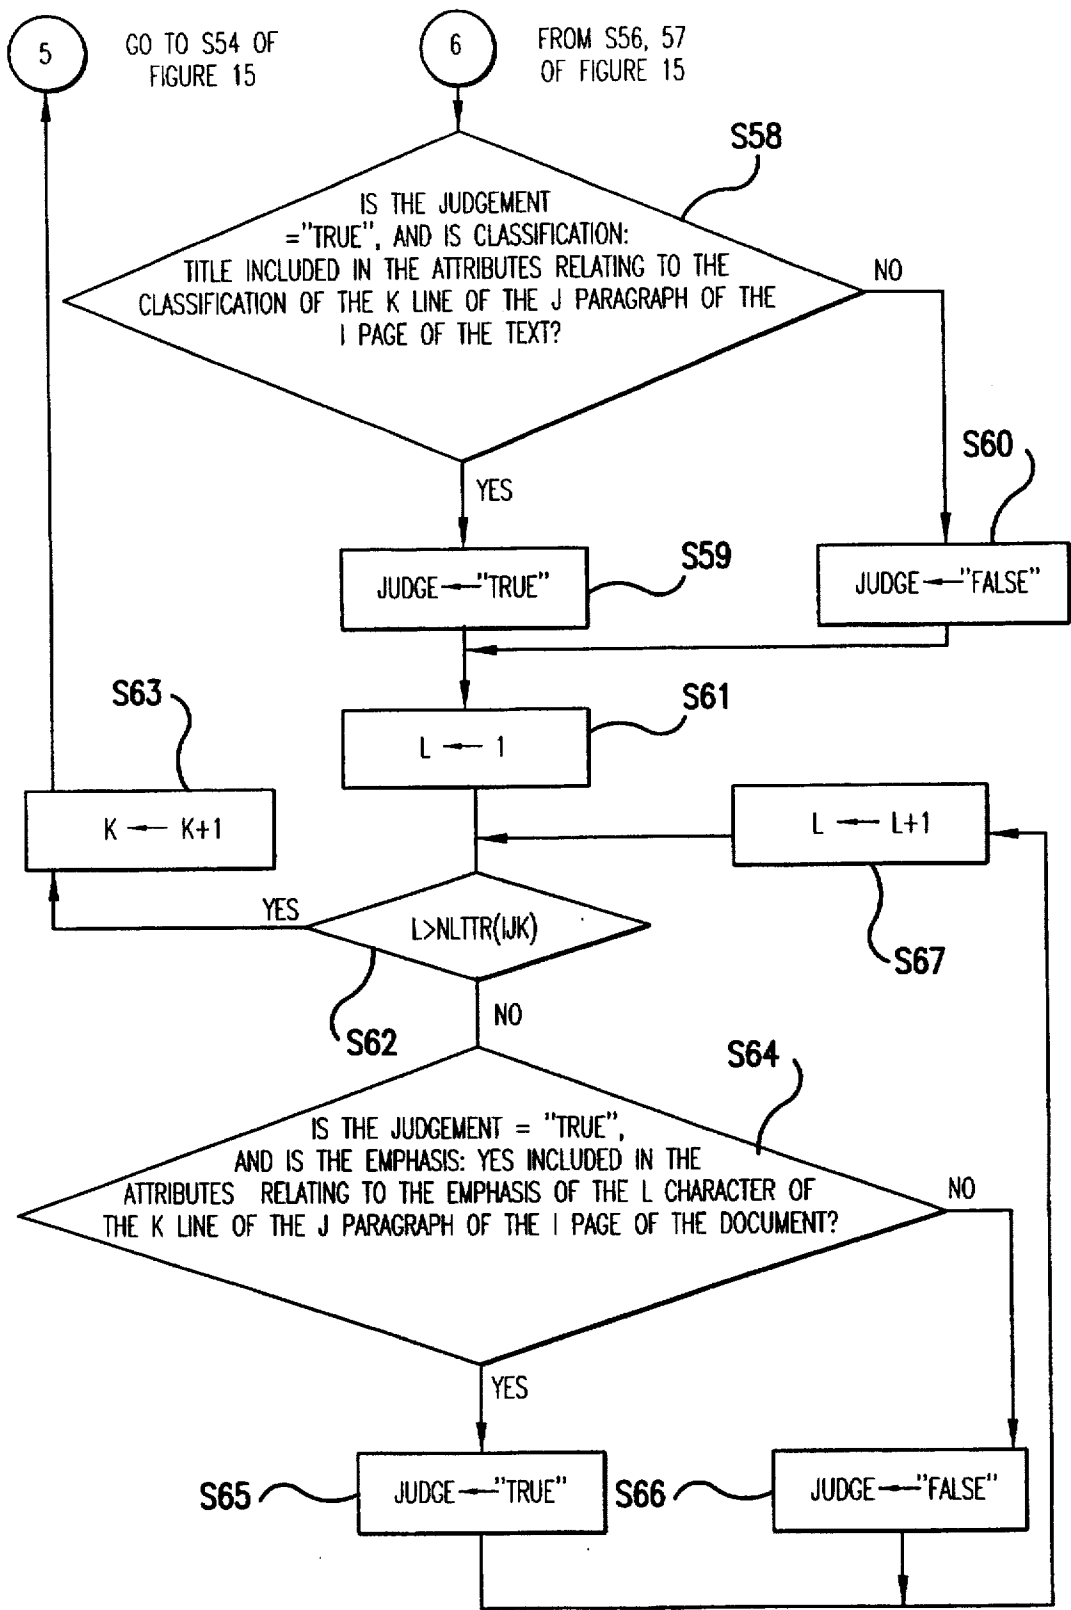 5
GO TO S54 OF
FIGURE 15
6
FROM S56, 57
OF FIGURE 15
S58
IS THE JUDGEMENT
="TRUE", AND IS CLASSIFICATION:
TITLE INCLUDED IN THE ATTRIBUTES RELATING TO THE
CLASSIFICATION OF THE K LINE OF THE J PARAGRAPH OF THE
I PAGE OF THE TEXT?
NO
YES
S60
S59
JUDGE ← "TRUE"
JUDGE ← "FALSE"
S63
S61
L ← 1
K ← K+1
L ← L+1
YES
L>NLTTR(IJK)
S67
NO
S62
S64
IS THE JUDGEMENT = "TRUE",
AND IS THE EMPHASIS: YES INCLUDED IN THE
ATTRIBUTES RELATING TO THE EMPHASIS OF THE L CHARACTER OF
THE K LINE OF THE J PARAGRAPH OF THE I PAGE OF THE DOCUMENT?
NO
YES
S65
JUDGE ← "TRUE"
S66
JUDGE ← "FALSE"